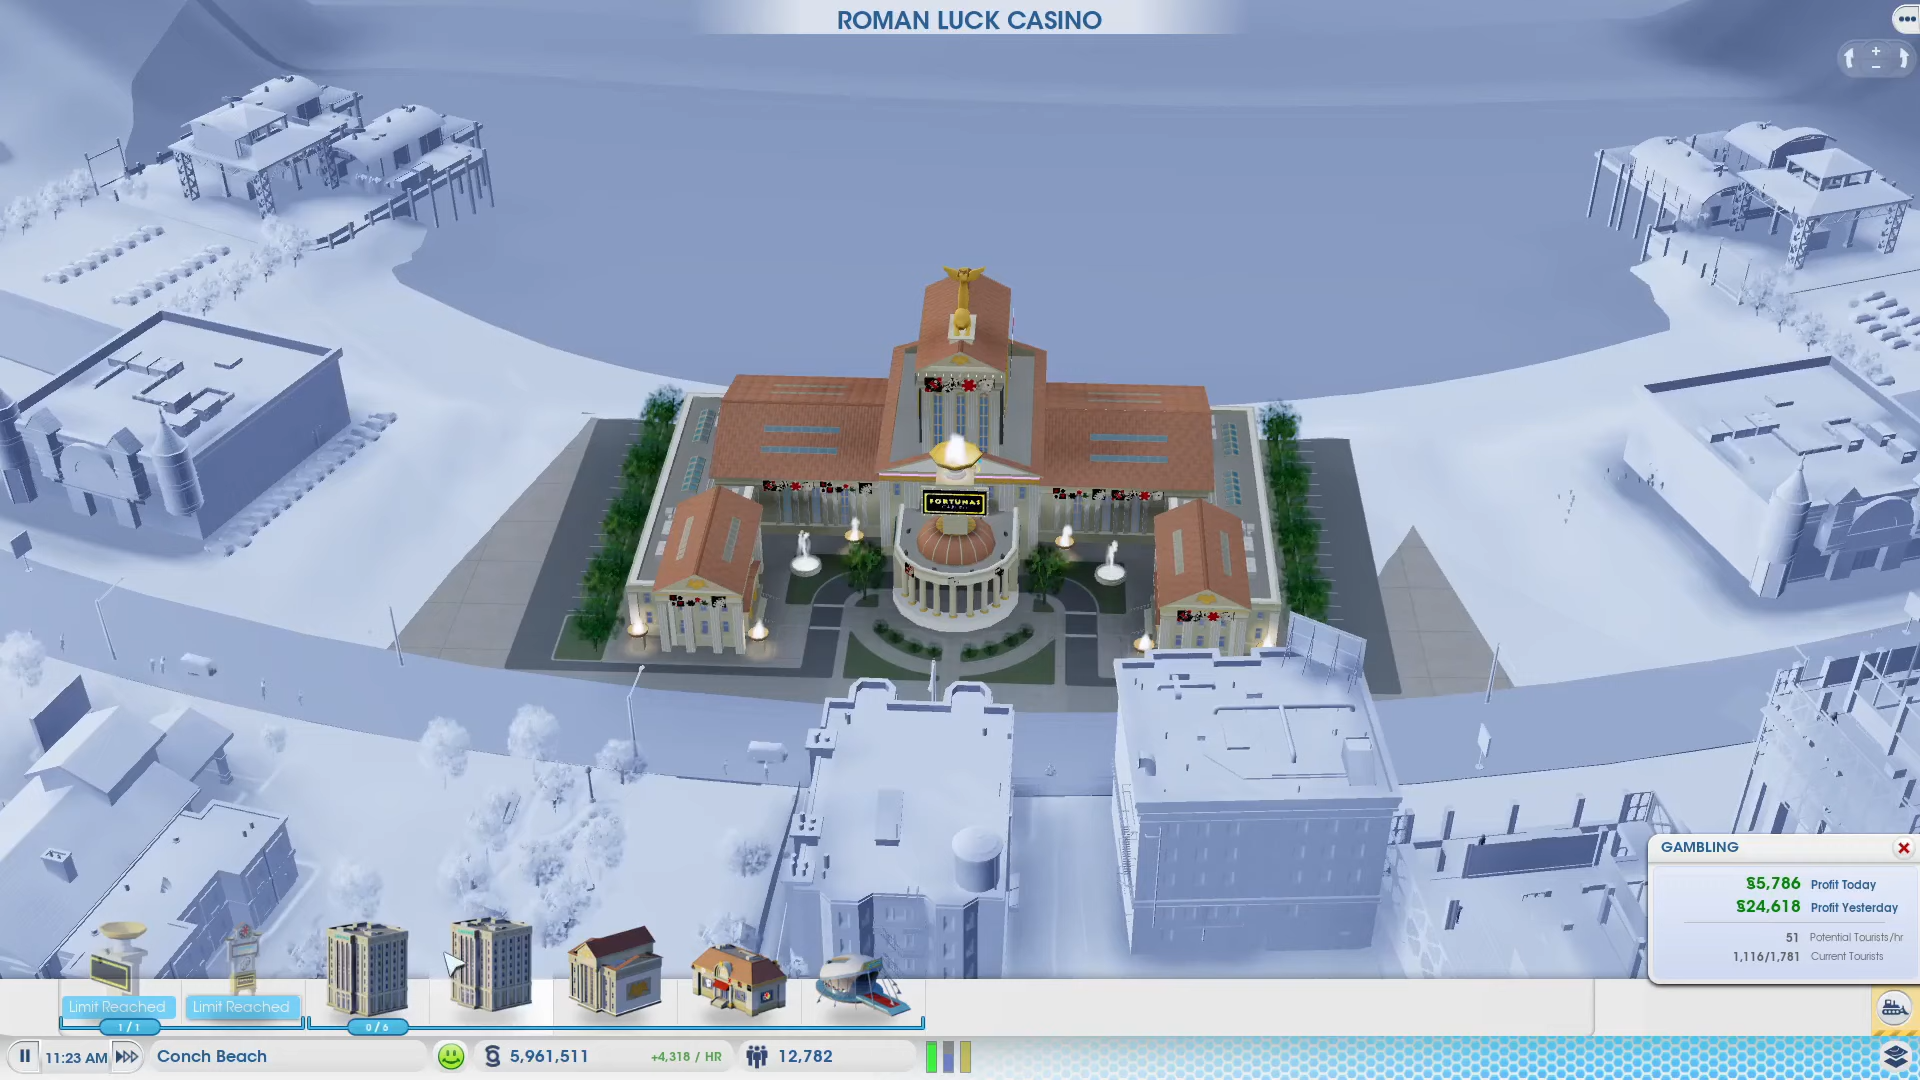 ROMAN LUCK CASINO
FORTUNAS
GAMBLING
$5,786 Profit Today
$24,618 Profit Yesterday
51 Potential Tourists/hr
1,116/1,781 Current Tourists
Limit Reached
Limit Reached
1 / 1
0 / 6
11:23 AM
Conch Beach
5,961,511
+4,318 / HR
12,782